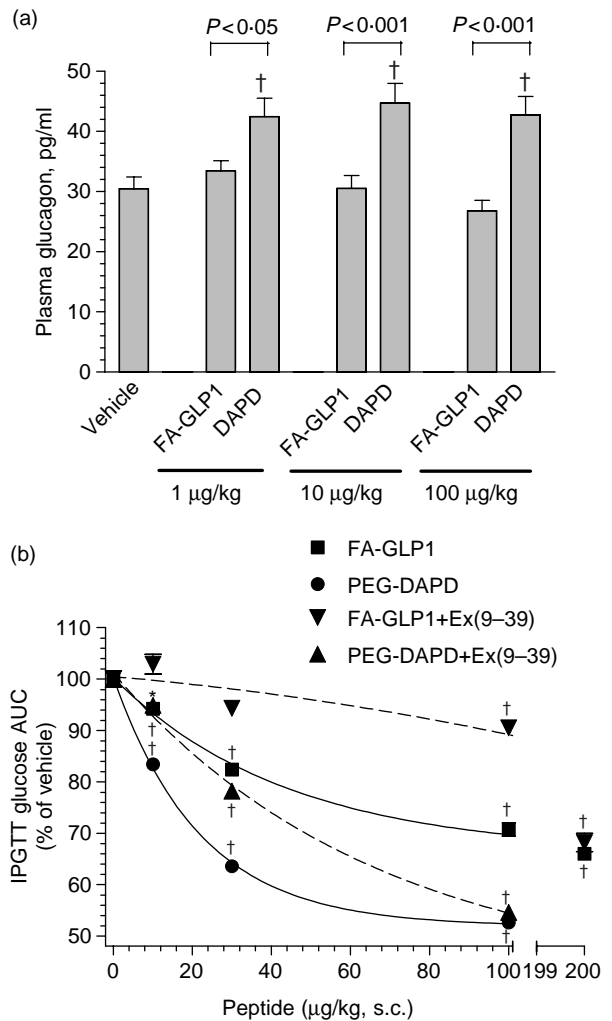 (a)
P<0·05 P<0·001 P<0·001
† † †
50
40
30
20
10
0
Plasma glucagon, pg/ml
Vehicle FA-GLP1 DAPD FA-GLP1 DAPD FA-GLP1 DAPD
1 µg/kg 10 µg/kg 100 µg/kg
(b)
FA-GLP1
PEG-DAPD
FA-GLP1+Ex(9–39)
PEG-DAPD+Ex(9–39)
110
100
90
80
70
60
50
IPGTT glucose AUC
(% of vehicle)
* † †
† † †
† † † †
† †
0 20 40 60 80 100 199 200
Peptide (µg/kg, s.c.)